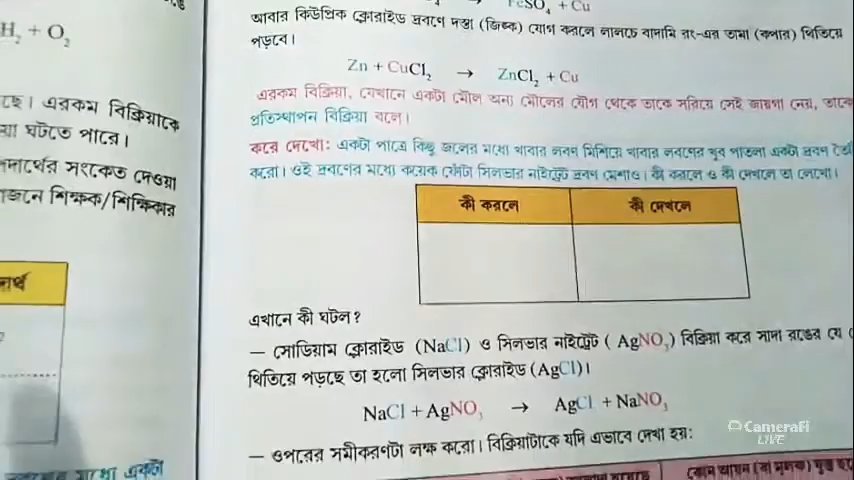 H₂ + O₂
ছে। এরকম বিক্রিয়াকে
য়া ঘটতে পারে।
পদার্থের সংকেত দেওয়া
শিক্ষক/শিক্ষিকার
FeSO₄ + Cu
আবার কিউপ্রিক ক্লোরাইড দ্রবণে দস্তা (জিঙ্ক) যোগ করলে লালচে বাদামি রং-এর তামা (কপার) থিতিয়ে
পড়বে।
Zn + CuCl₂ → ZnCl₂ + Cu
এরকম বিক্রিয়া, যেখানে একটা মৌল অন্য মৌলের যৌগ থেকে তাকে সরিয়ে সেই জায়গা নেয়, তাকে
প্রতিস্থাপন বিক্রিয়া বলে।
করে দেখো: একটা পাত্রে কিছু জলের মধ্যে খাবার লবণ মিশিয়ে খাবার লবণের খুব পাতলা একটা দ্রবণ তৈরি
করো। ওই দ্রবণের মধ্যে কয়েক ফোঁটা সিলভার নাইট্রেট দ্রবণ মেশাও। কী করলে ও কী দেখলে তা লেখো।
কী করলে কী দেখলে
এখানে কী ঘটল?
— সোডিয়াম ক্লোরাইড (NaCl) ও সিলভার নাইট্রেট ( AgNO₃) বিক্রিয়া করে সাদা রঙের যে
থিতিয়ে পড়ছে তা হলো সিলভার ক্লোরাইড (AgCl)।
NaCl + AgNO₃ → AgCl + NaNO₃
— ওপরের সমীকরণটা লক্ষ করো। বিক্রিয়াটাকে যদি এভাবে দেখা হয়:
একটা
CameraFi
LIVE